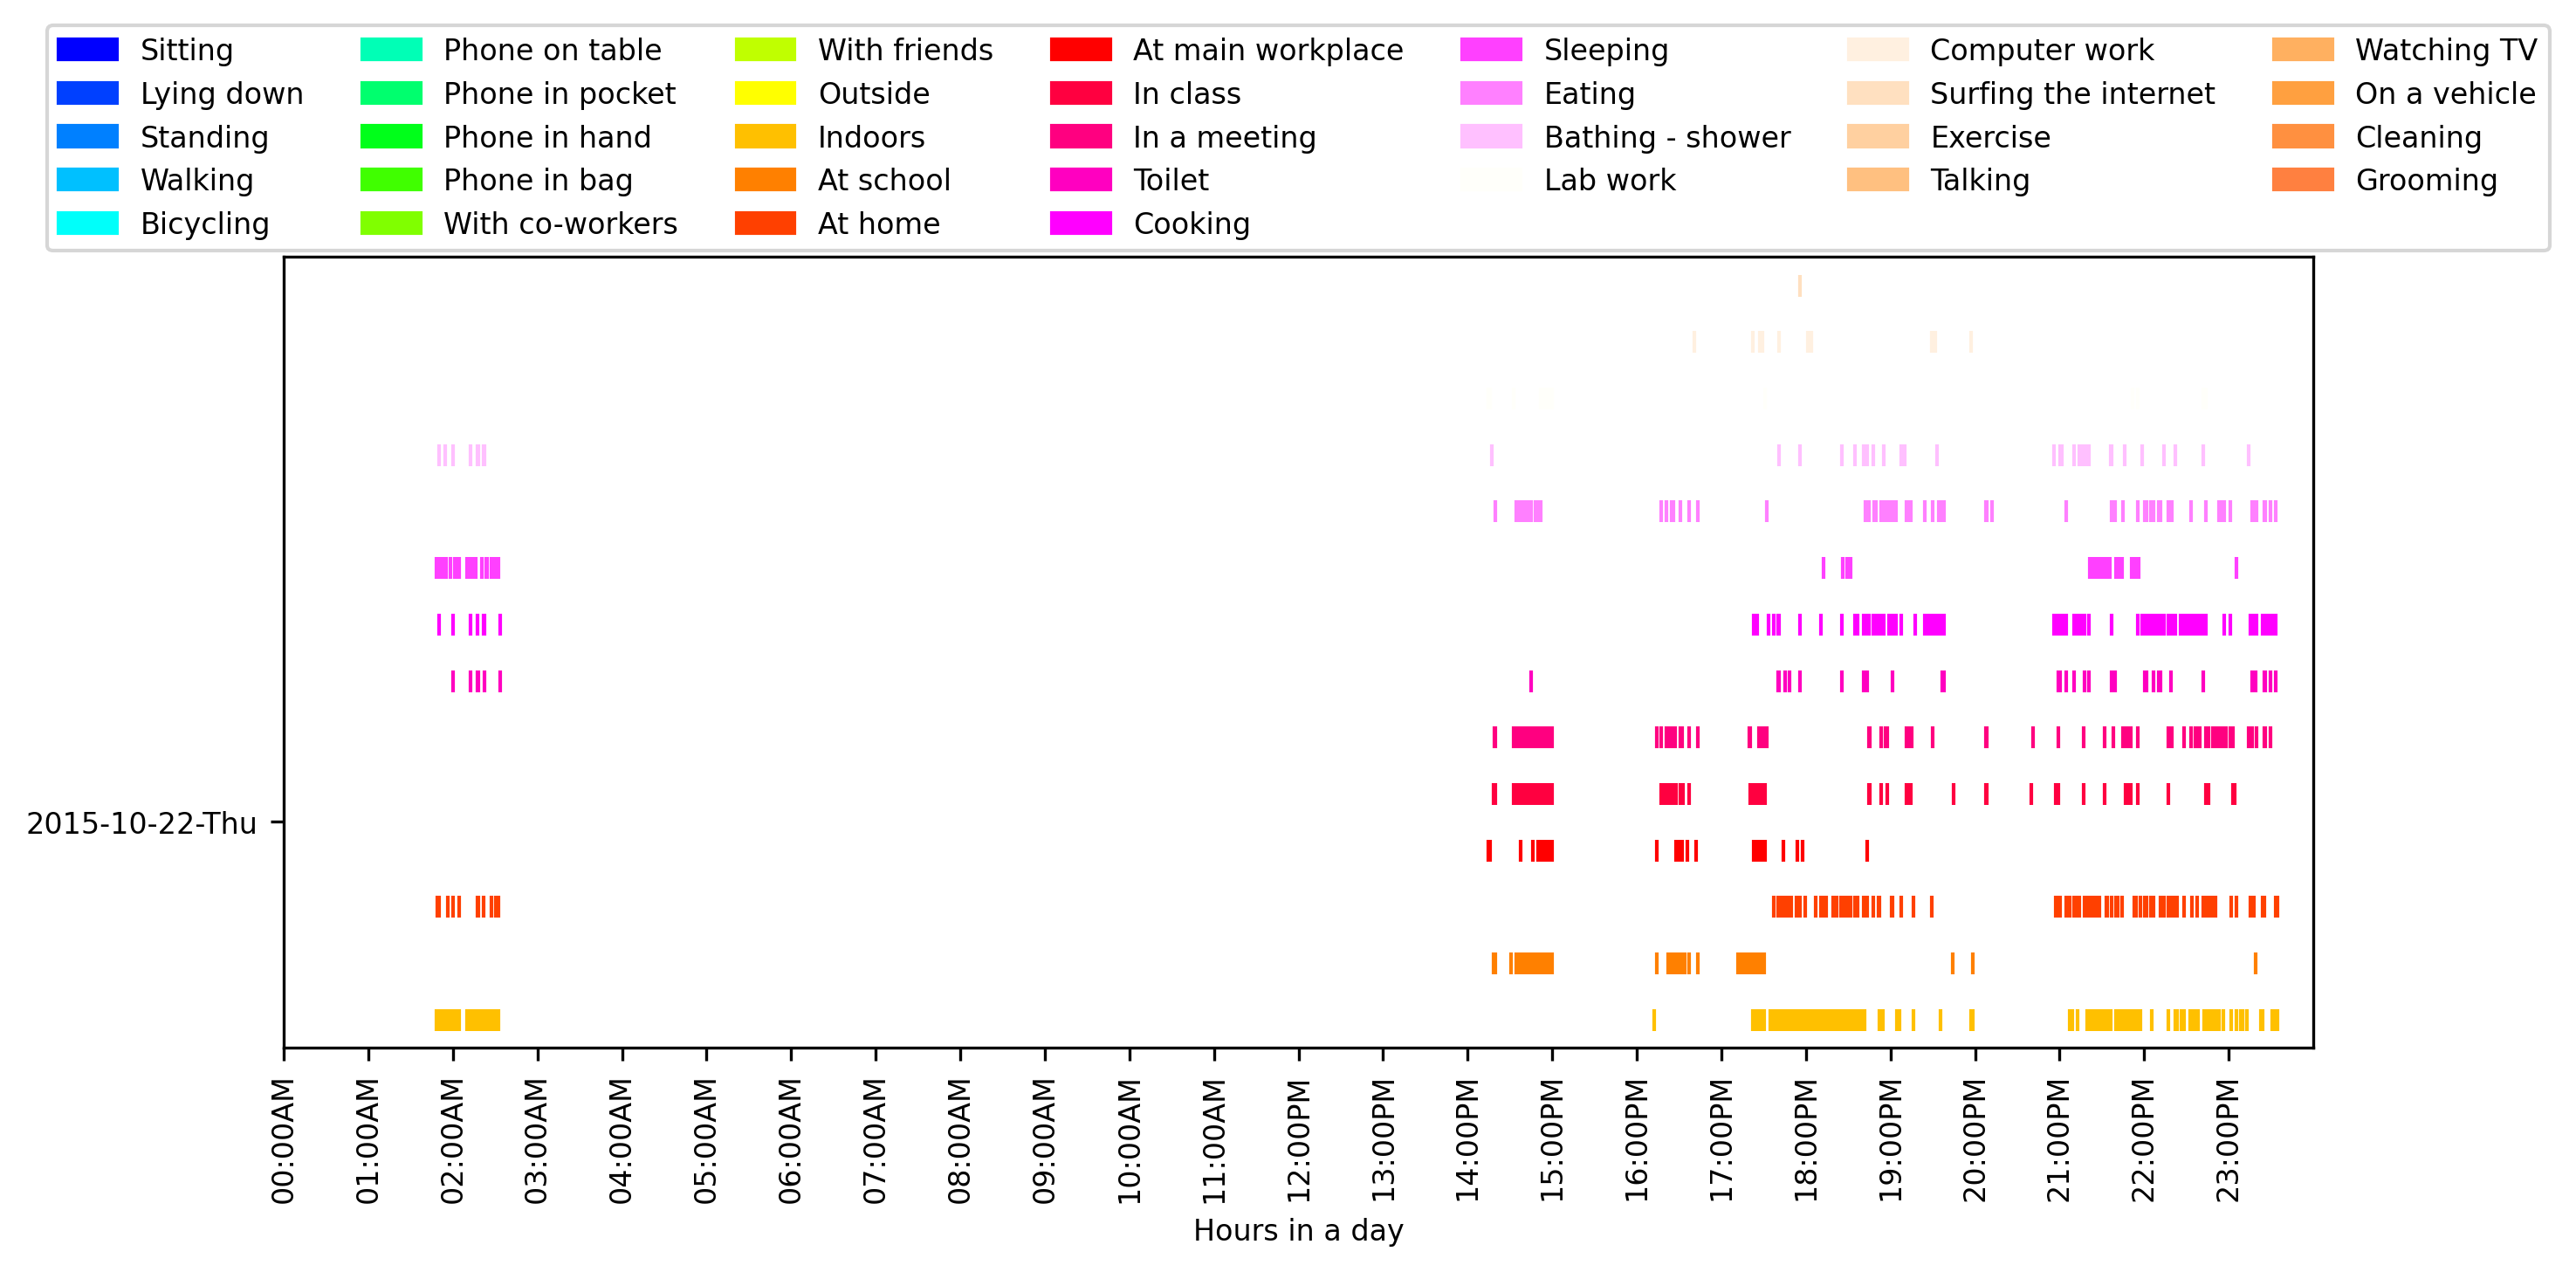 Sitting Phone on table With friends At main workplace Sleeping Computer work Watching TV
Lying down Phone in pocket Outside In class Eating Surfing the internet On a vehicle
Standing Phone in hand Indoors In a meeting Bathing - shower Exercise Cleaning
Walking Phone in bag At school Toilet Lab work Talking Grooming
Bicycling With co-workers At home Cooking
2015-10-22-Thu
00:00AM 01:00AM 02:00AM 03:00AM 04:00AM 05:00AM 06:00AM 07:00AM 08:00AM 09:00AM 10:00AM 11:00AM 12:00PM 13:00PM 14:00PM 15:00PM 16:00PM 17:00PM 18:00PM 19:00PM 20:00PM 21:00PM 22:00PM 23:00PM
Hours in a day